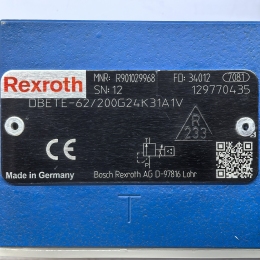 Rexroth
MNR: R901029968 FD: 34012 7081
SN: 12 129770435
DBETE-62/200G24K31A1V
R
233
Made in Germany
CE
Bosch Rexroth AG D-97816 Lohr
T